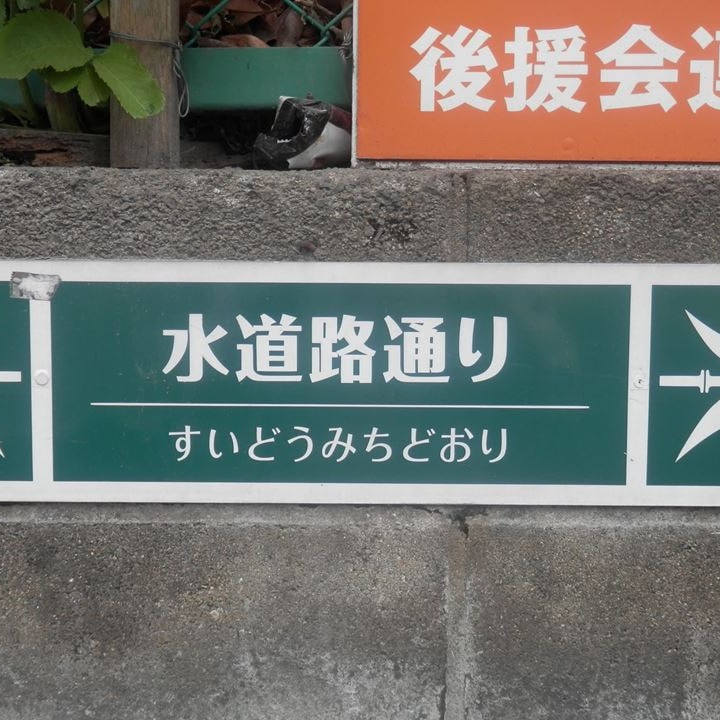 後援会
水道路通り
すいどうみちどおり